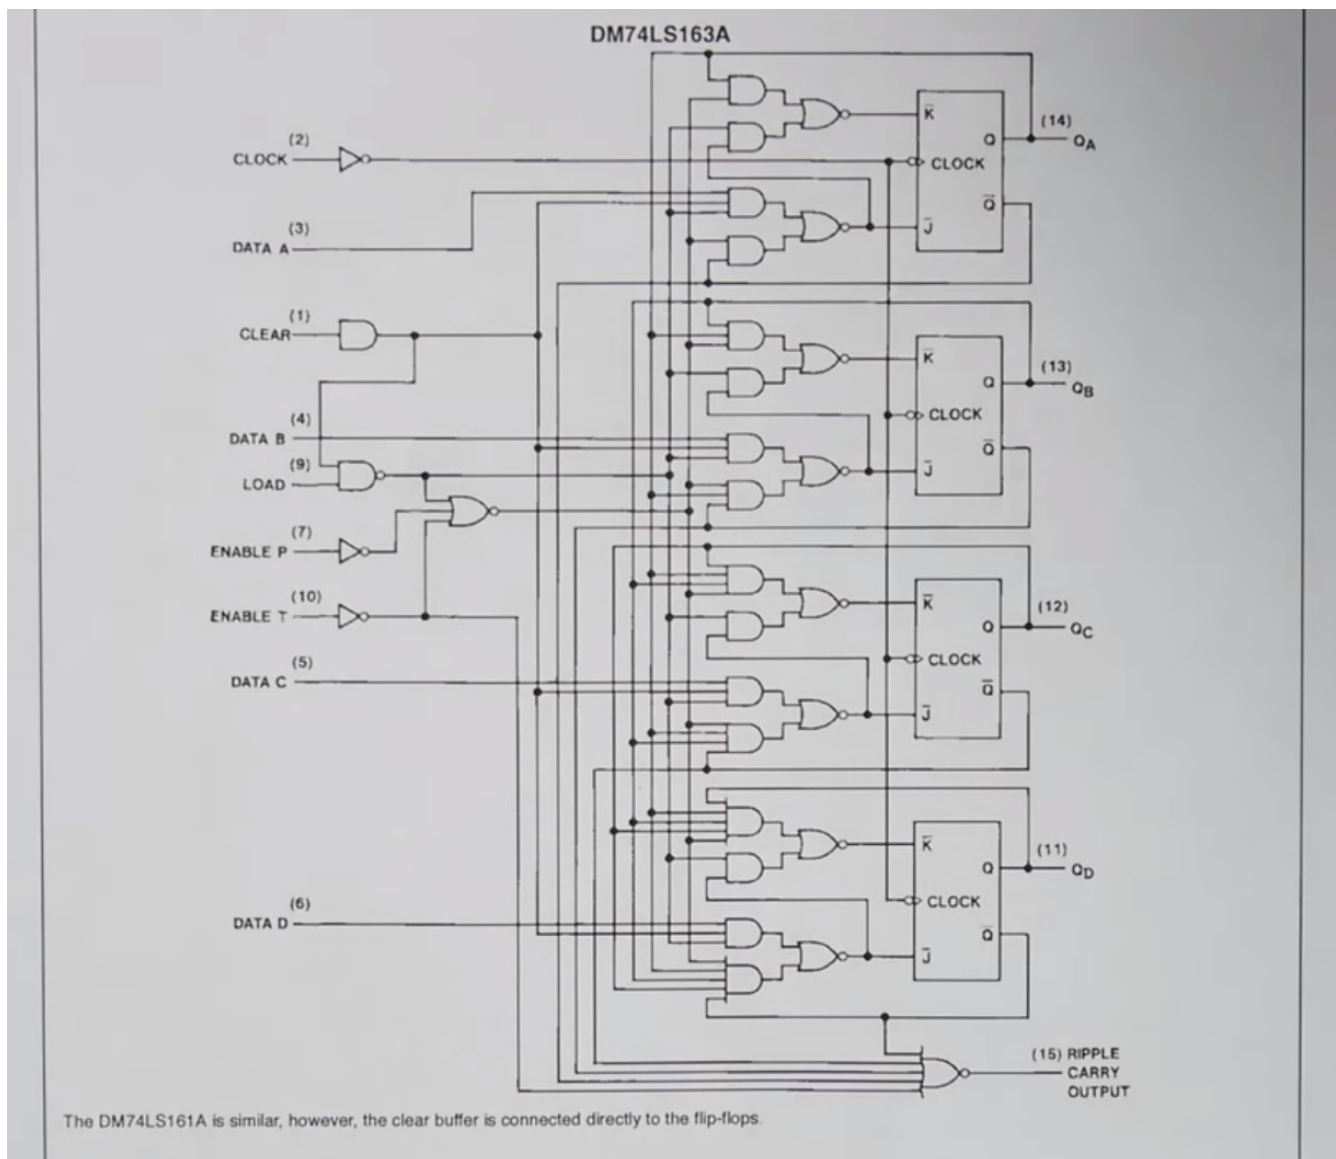 DM74LS163A
K̅
(2)
CLOCK
(14)
Q
QA
CLOCK
Q̅
(3)
DATA A
J̅
(1)
CLEAR
K̅
(13)
Q
QB
CLOCK
(4)
DATA B
Q̅
(9)
LOAD
J̅
(7)
ENABLE P
(10)
ENABLE T
K̅
(12)
Q
QC
CLOCK
(5)
DATA C
Q̅
J̅
K̅
(11)
Q
QD
CLOCK
(6)
DATA D
Q̅
J̅
(15) RIPPLE
CARRY
OUTPUT
The DM74LS161A is similar, however, the clear buffer is connected directly to the flip-flops.